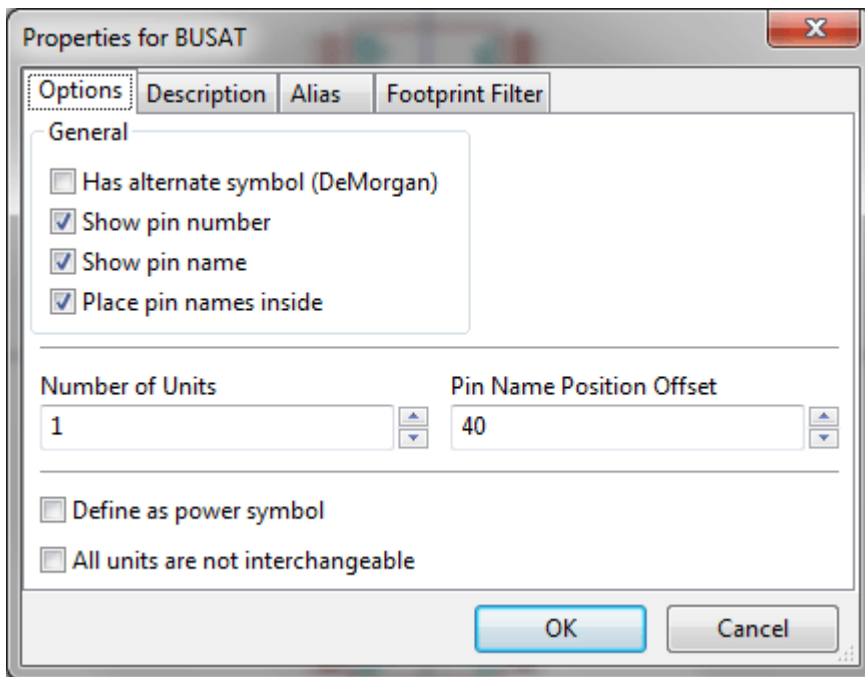 Properties for BUSAT
Options Description Alias Footprint Filter
General
Has alternate symbol (DeMorgan)
Show pin number
Show pin name
Place pin names inside
Number of Units Pin Name Position Offset
1 40
Define as power symbol
All units are not interchangeable
OK Cancel